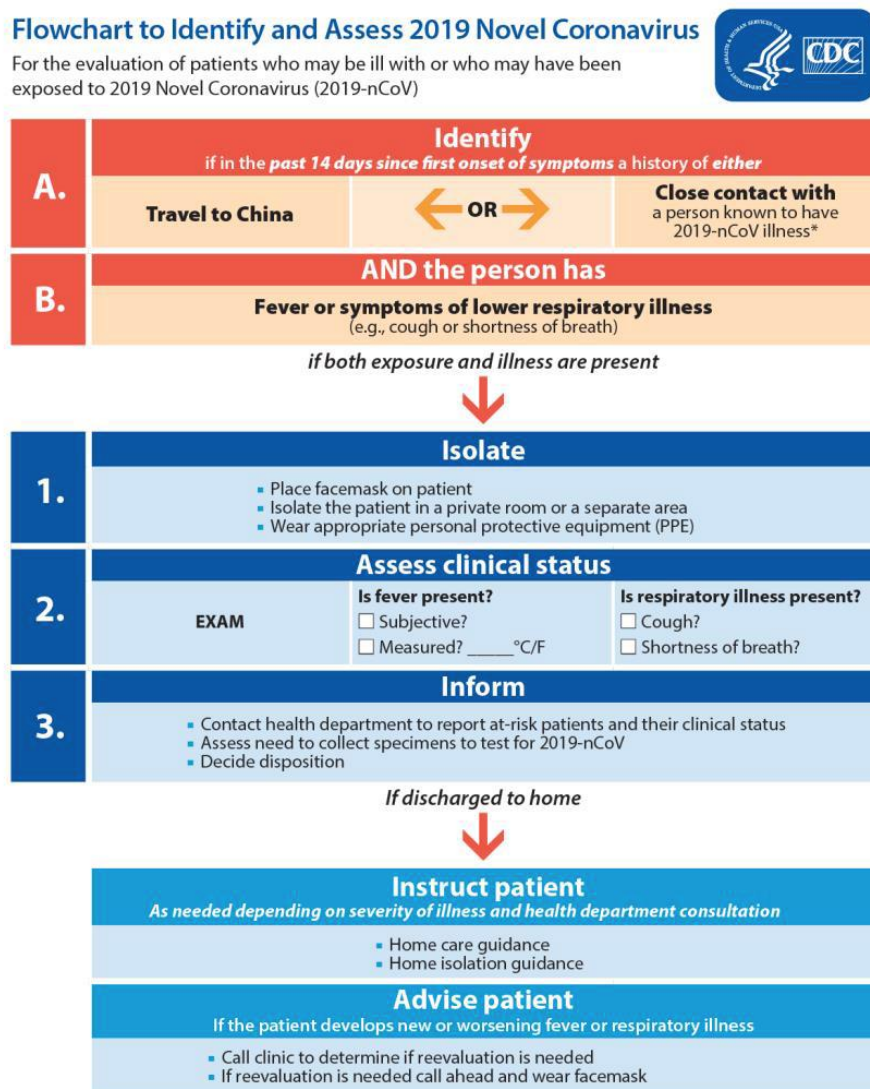 Flowchart to Identify and Assess 2019 Novel Coronavirus
For the evaluation of patients who may be ill with or who may have been
exposed to 2019 Novel Coronavirus (2019-nCoV)
DEPARTMENT OF HEALTH & HUMAN SERVICES · USA
CDC
A.
Identify
if in the past 14 days since first onset of symptoms a history of either
Travel to China
OR
Close contact with
a person known to have
2019-nCoV illness*
B.
AND the person has
Fever or symptoms of lower respiratory illness
(e.g., cough or shortness of breath)
if both exposure and illness are present
1.
Isolate
Place facemask on patient
Isolate the patient in a private room or a separate area
Wear appropriate personal protective equipment (PPE)
2.
Assess clinical status
EXAM
Is fever present?
Subjective?
Measured? _____°C/F
Is respiratory illness present?
Cough?
Shortness of breath?
3.
Inform
Contact health department to report at-risk patients and their clinical status
Assess need to collect specimens to test for 2019-nCoV
Decide disposition
If discharged to home
Instruct patient
As needed depending on severity of illness and health department consultation
Home care guidance
Home isolation guidance
Advise patient
If the patient develops new or worsening fever or respiratory illness
Call clinic to determine if reevaluation is needed
If reevaluation is needed call ahead and wear facemask